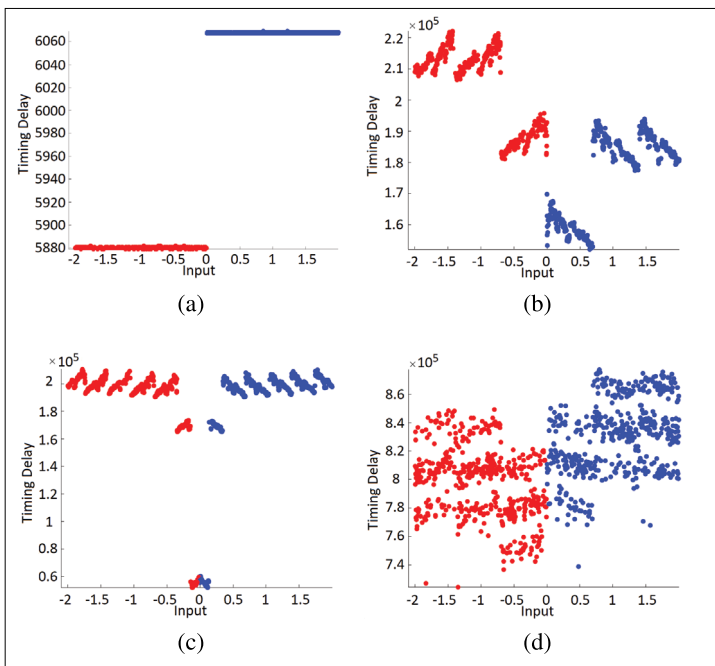 6060
6040
6020
6000
5980
5960
5940
5920
5900
5880
Timing Delay
-2 -1.5 -1 -0.5 0 0.5 1 1.5
Input
(a)
×10⁵
2.2
2.1
2
1.9
1.8
1.7
1.6
Timing Delay
-2 -1.5 -1 -0.5 0 0.5 1 1.5
Input
(b)
×10⁵
2
1.8
1.6
1.4
1.2
1
0.8
0.6
Timing Delay
-2 -1.5 -1 -0.5 0 0.5 1 1.5 2
Input
(c)
×10⁵
8.6
8.4
8.2
8
7.8
7.6
7.4
Timing Delay
-2 -1.5 -1 -0.5 0 0.5 1 1.5 2
Input
(d)